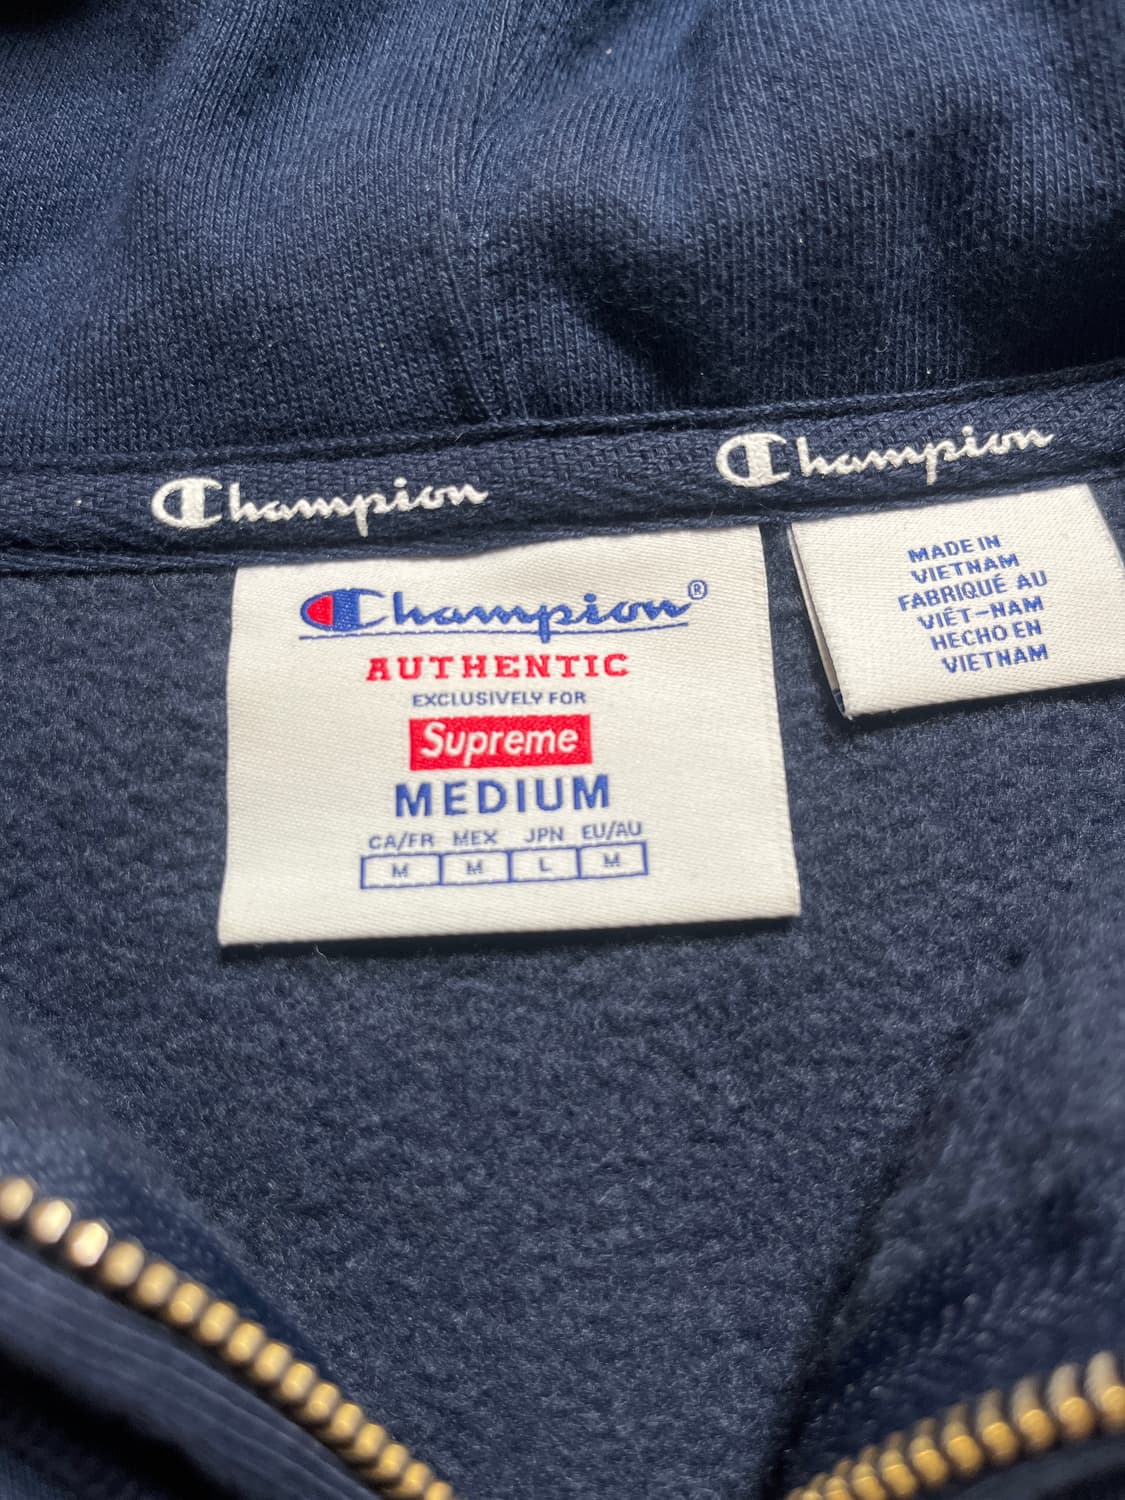 Champion Champion
Champion®
AUTHENTIC
EXCLUSIVELY FOR
Supreme
MEDIUM
CA/FR MEX JPN EU/AU
M M L M
MADE IN
VIETNAM
FABRIQUÉ AU
VIÊT-NAM
HECHO EN
VIETNAM